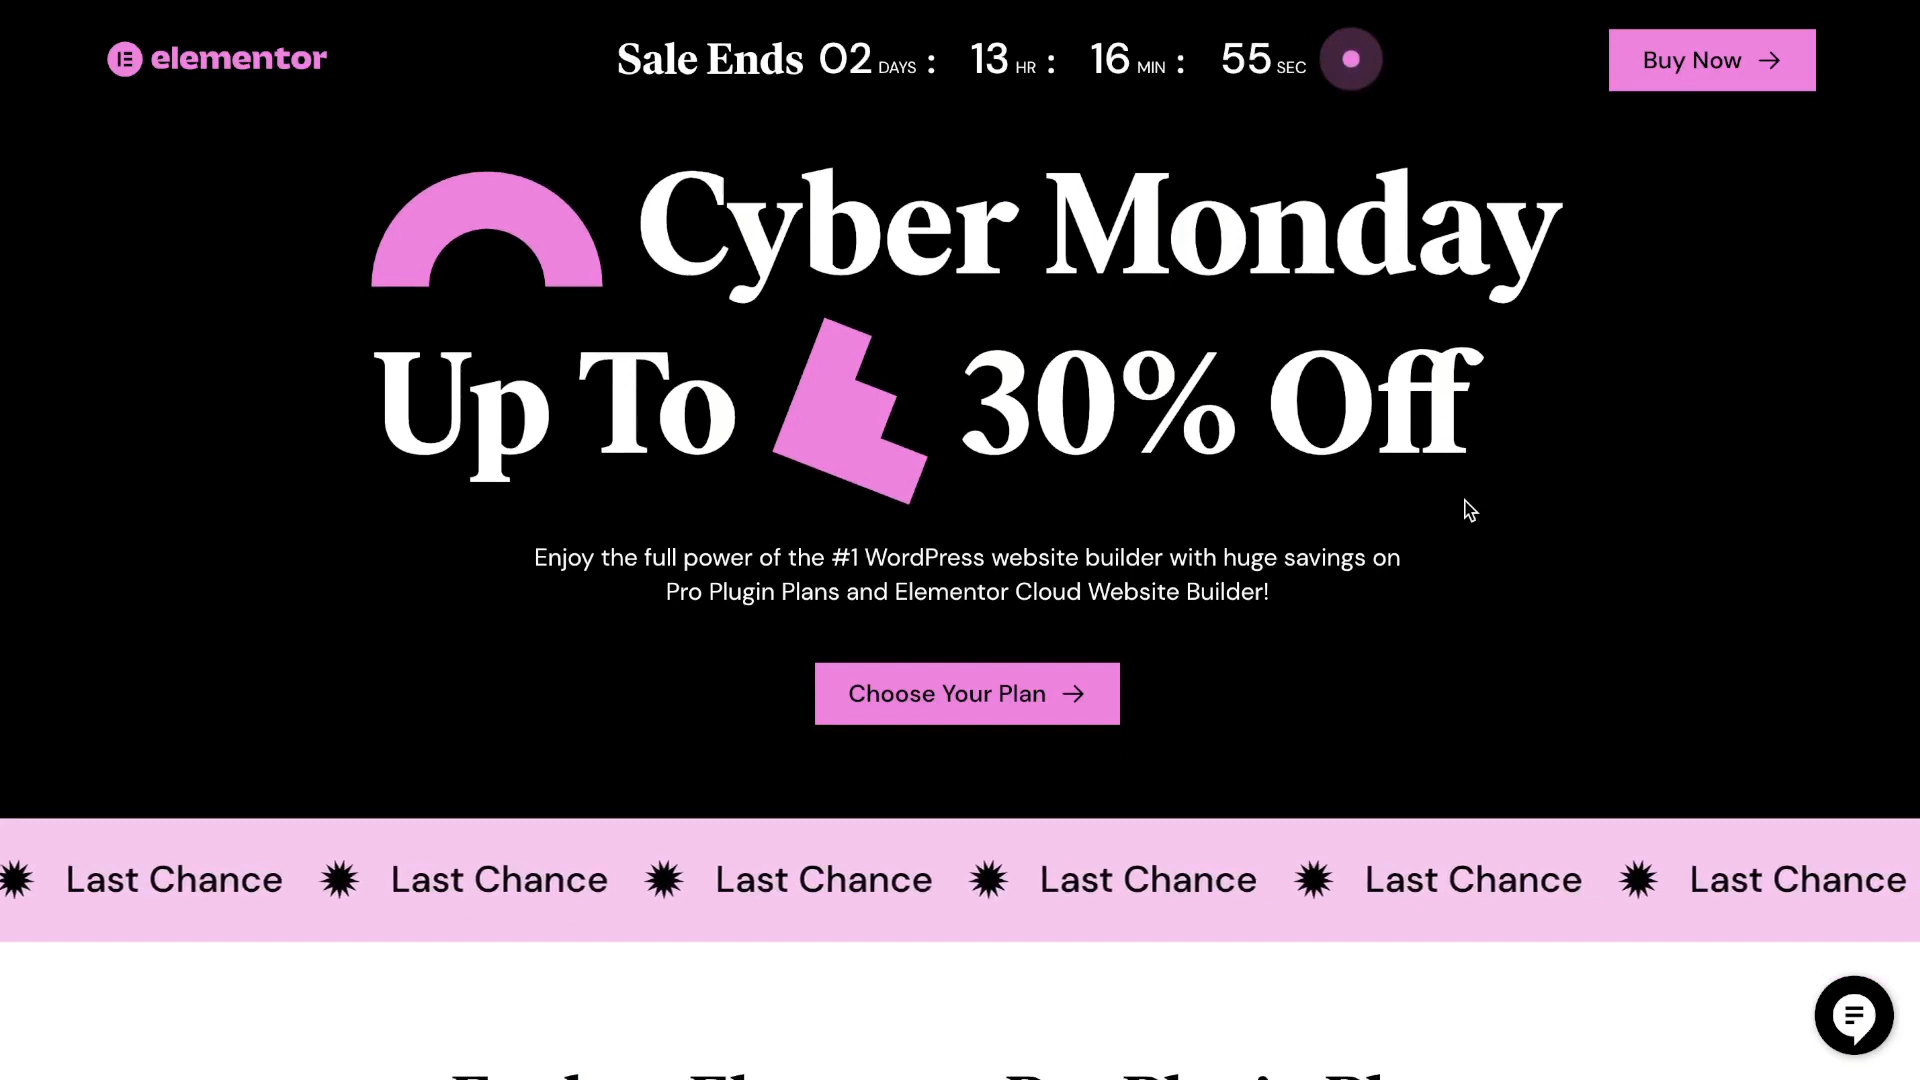 elementor
Sale Ends 02 DAYS : 13 HR : 16 MIN : 55 SEC
Buy Now
Cyber Monday
Up To 30% Off
Enjoy the full power of the #1 WordPress website builder with huge savings on
Pro Plugin Plans and Elementor Cloud Website Builder!
Choose Your Plan
Last Chance Last Chance Last Chance Last Chance Last Chance Last Chance